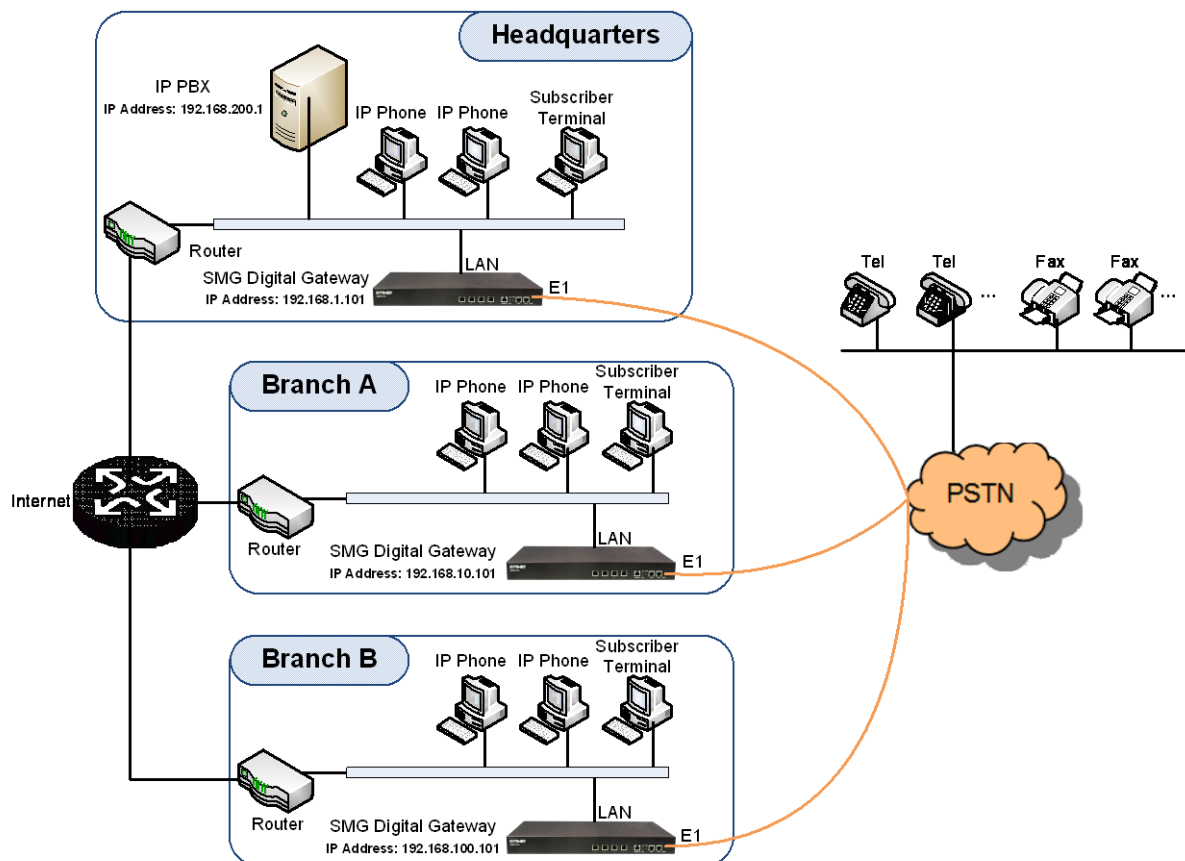 Headquarters
IP PBX
IP Address: 192.168.200.1
IP Phone
IP Phone
Subscriber
Terminal
Router
LAN
SMG Digital Gateway
IP Address: 192.168.1.101
E1
Tel
Tel
...
Fax
Fax
...
Branch A
IP Phone
IP Phone
Subscriber
Terminal
Internet
Router
LAN
SMG Digital Gateway
IP Address: 192.168.10.101
E1
PSTN
Branch B
IP Phone
IP Phone
Subscriber
Terminal
Router
LAN
SMG Digital Gateway
IP Address: 192.168.100.101
E1